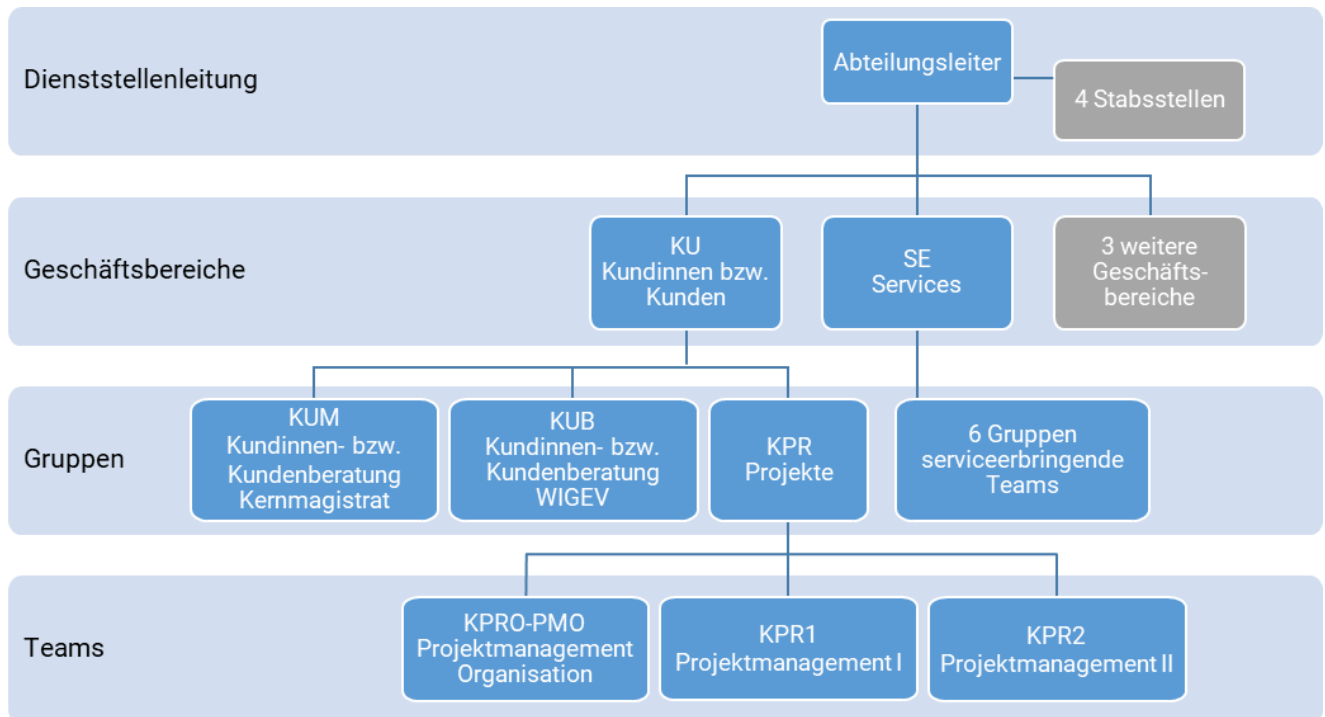 Dienststellenleitung
Abteilungsleiter
4 Stabsstellen
Geschäftsbereiche
KU
Kundinnen bzw.
Kunden
SE
Services
3 weitere
Geschäfts-
bereiche
Gruppen
KUM
Kundinnen- bzw.
Kundenberatung
Kernmagistrat
KUB
Kundinnen- bzw.
Kundenberatung
WIGEV
KPR
Projekte
6 Gruppen
serviceerbringende
Teams
Teams
KPRO-PMO
Projektmanagement
Organisation
KPR1
Projektmanagement I
KPR2
Projektmanagement II